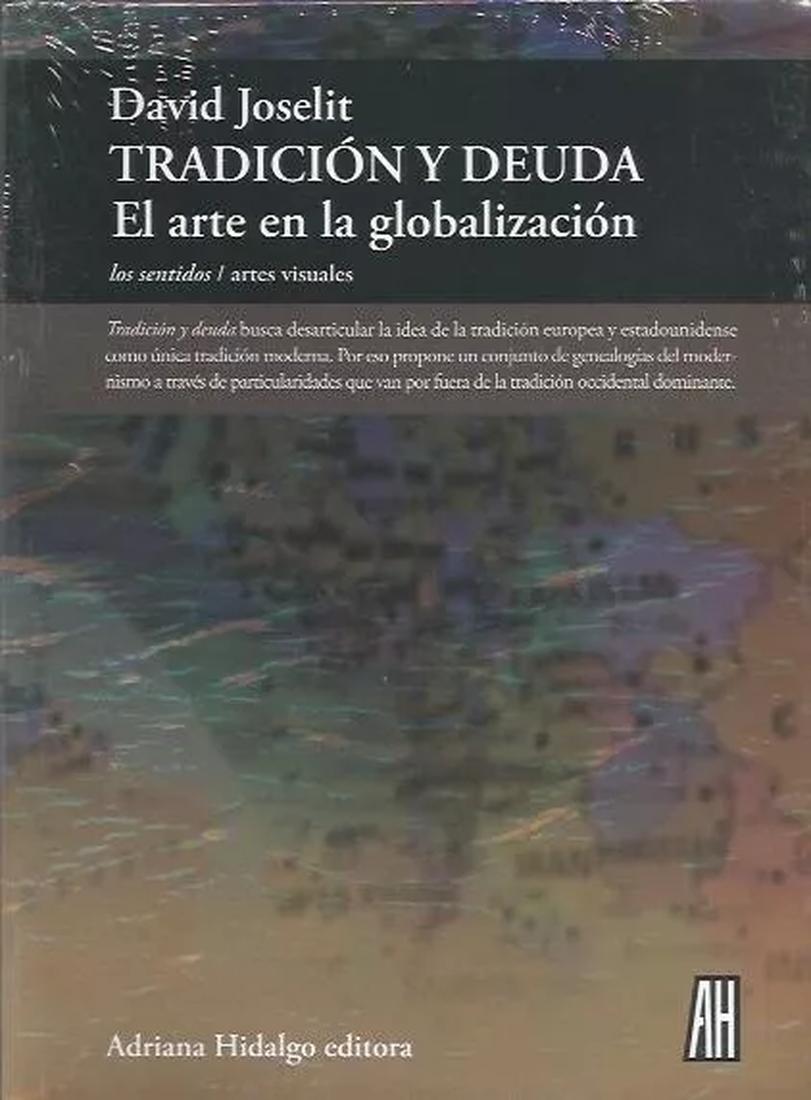 David Joselit
TRADICIÓN Y DEUDA
El arte en la globalización
los sentidos / artes visuales
Tradición y deuda busca desarticular la idea de la tradición europea y estadounidense
como única tradición moderna. Por eso propone un conjunto de genealogías del moder-
nismo a través de particularidades que van por fuera de la tradición occidental dominante.
AH
Adriana Hidalgo editora